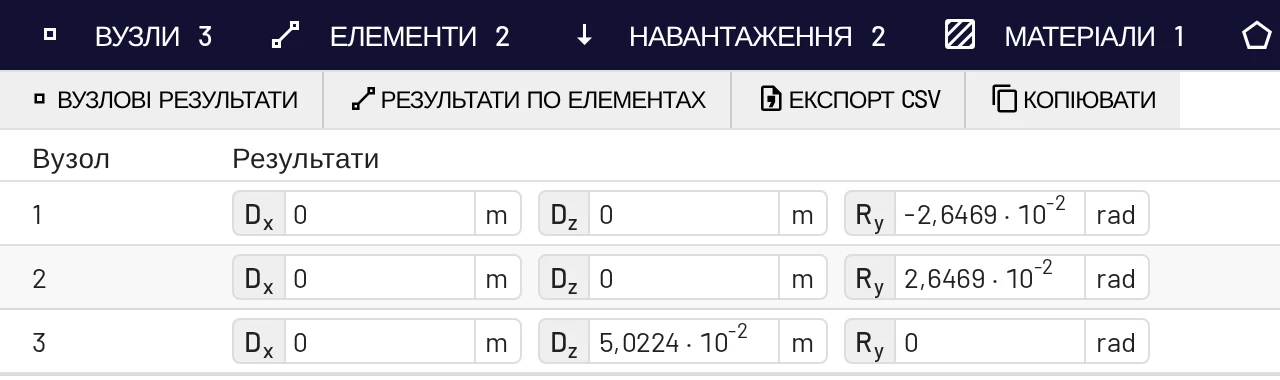 ВУЗЛИ 3 ЕЛЕМЕНТИ 2 НАВАНТАЖЕННЯ 2 МАТЕРІАЛИ 1
ВУЗЛОВІ РЕЗУЛЬТАТИ РЕЗУЛЬТАТИ ПО ЕЛЕМЕНТАХ ЕКСПОРТ CSV КОПІЮВАТИ
Вузол Результати
1 Dx 0 m Dz 0 m Ry -2,6469 · 10⁻² rad
2 Dx 0 m Dz 0 m Ry 2,6469 · 10⁻² rad
3 Dx 0 m Dz 5,0224 · 10⁻² m Ry 0 rad